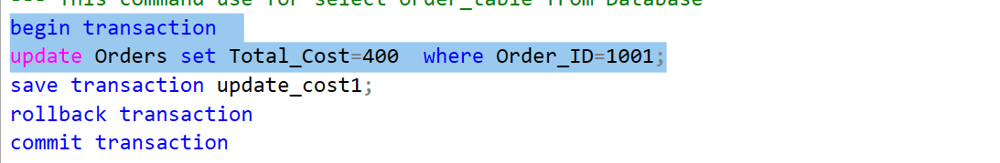 --- This command use for select Order_table from Database
begin transaction
update Orders set Total_Cost=400  where Order_ID=1001;
save transaction update_cost1;
rollback transaction
commit transaction